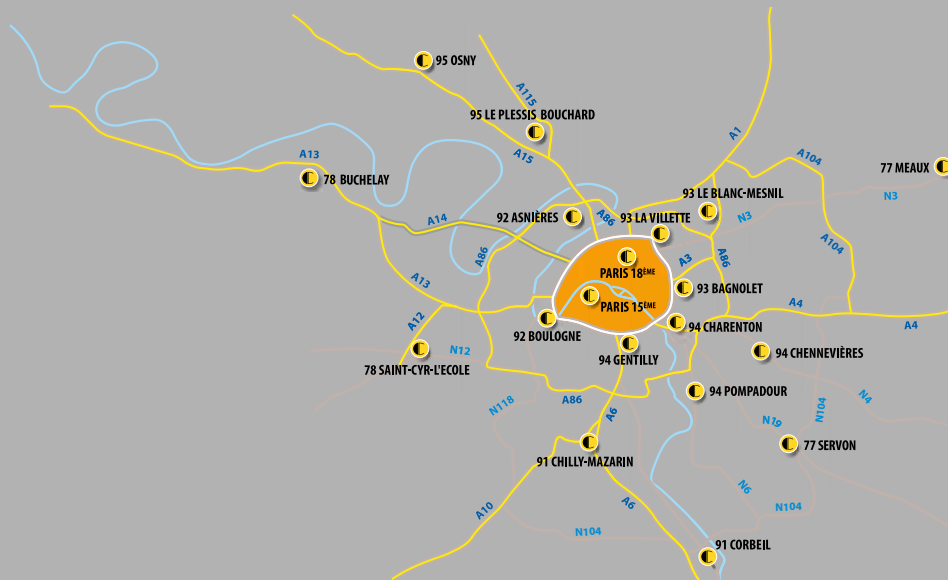 95 OSNY
A115
95 LE PLESSIS BOUCHARD
A1
A15
A13
A104
77 MEAUX
78 BUCHELAY
93 LE BLANC-MESNIL
N3
A14
92 ASNIÈRES
A86
93 LA VILLETTE
N3
A104
A86
A3
A86
PARIS 18ÈME
A13
93 BAGNOLET
PARIS 15ÈME
A4
A12
94 CHARENTON
A4
92 BOULOGNE
N12
94 GENTILLY
94 CHENNEVIÈRES
78 SAINT-CYR-L'ECOLE
94 POMPADOUR
N118
A86
N4
A6
N104
N19
77 SERVON
91 CHILLY-MAZARIN
N6
A10
A6
N104
N104
91 CORBEIL